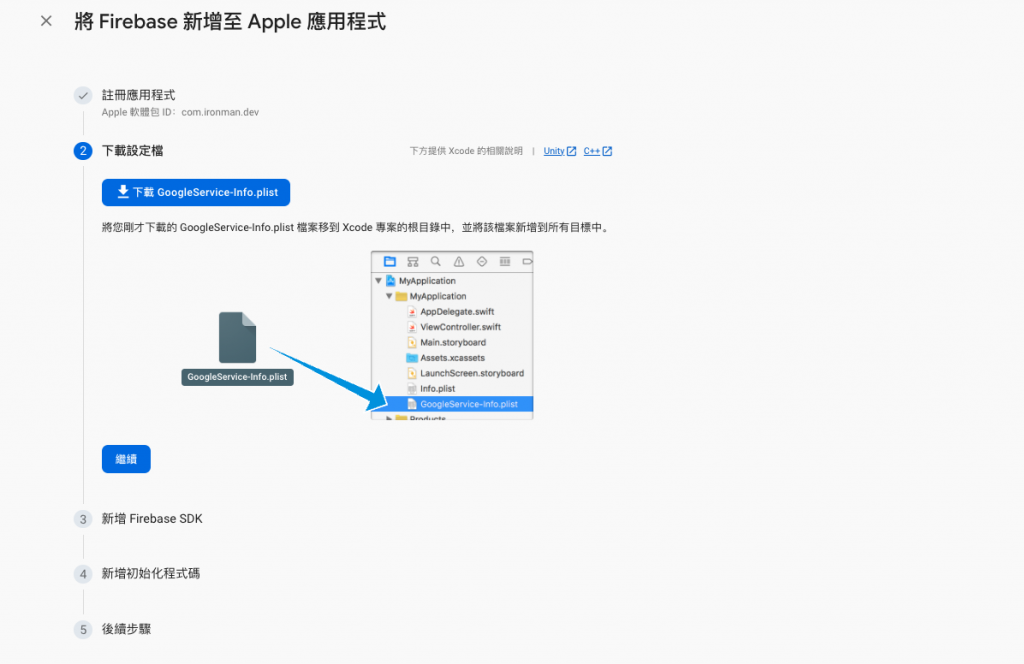 將 Firebase 新增至 Apple 應用程式
註冊應用程式
Apple 軟體包 ID：com.ironman.dev
2 下載設定檔
下方提供 Xcode 的相關說明 | Unity C++
下載 GoogleService-Info.plist
將您剛才下載的 GoogleService-Info.plist 檔案移到 Xcode 專案的根目錄中，並將該檔案新增到所有目標中。
MyApplication
MyApplication
AppDelegate.swift
ViewController.swift
Main.storyboard
Assets.xcassets
LaunchScreen.storyboard
Info.plist
GoogleService-Info.plist
Products
GoogleService-Info.plist
繼續
3 新增 Firebase SDK
4 新增初始化程式碼
5 後續步驟